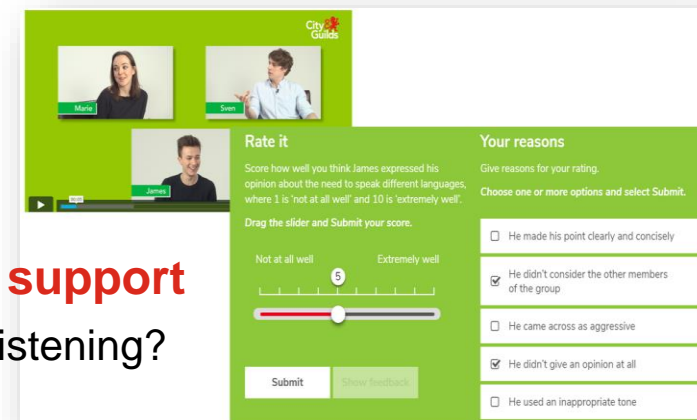 City&
Guilds
Marie
Sven
James
support
istening?
Rate it
Score how well you think James expressed his
opinion about the need to speak different languages,
where 1 is 'not at all well' and 10 is 'extremely well'.
Drag the slider and Submit your score.
Not at all well
Extremely well
5
Submit
Show feedback
Your reasons
Give reasons for your rating.
Choose one or more options and select Submit.
He made his point clearly and concisely
He didn't consider the other members
of the group
He came across as aggressive
He didn't give an opinion at all
He used an inappropriate tone